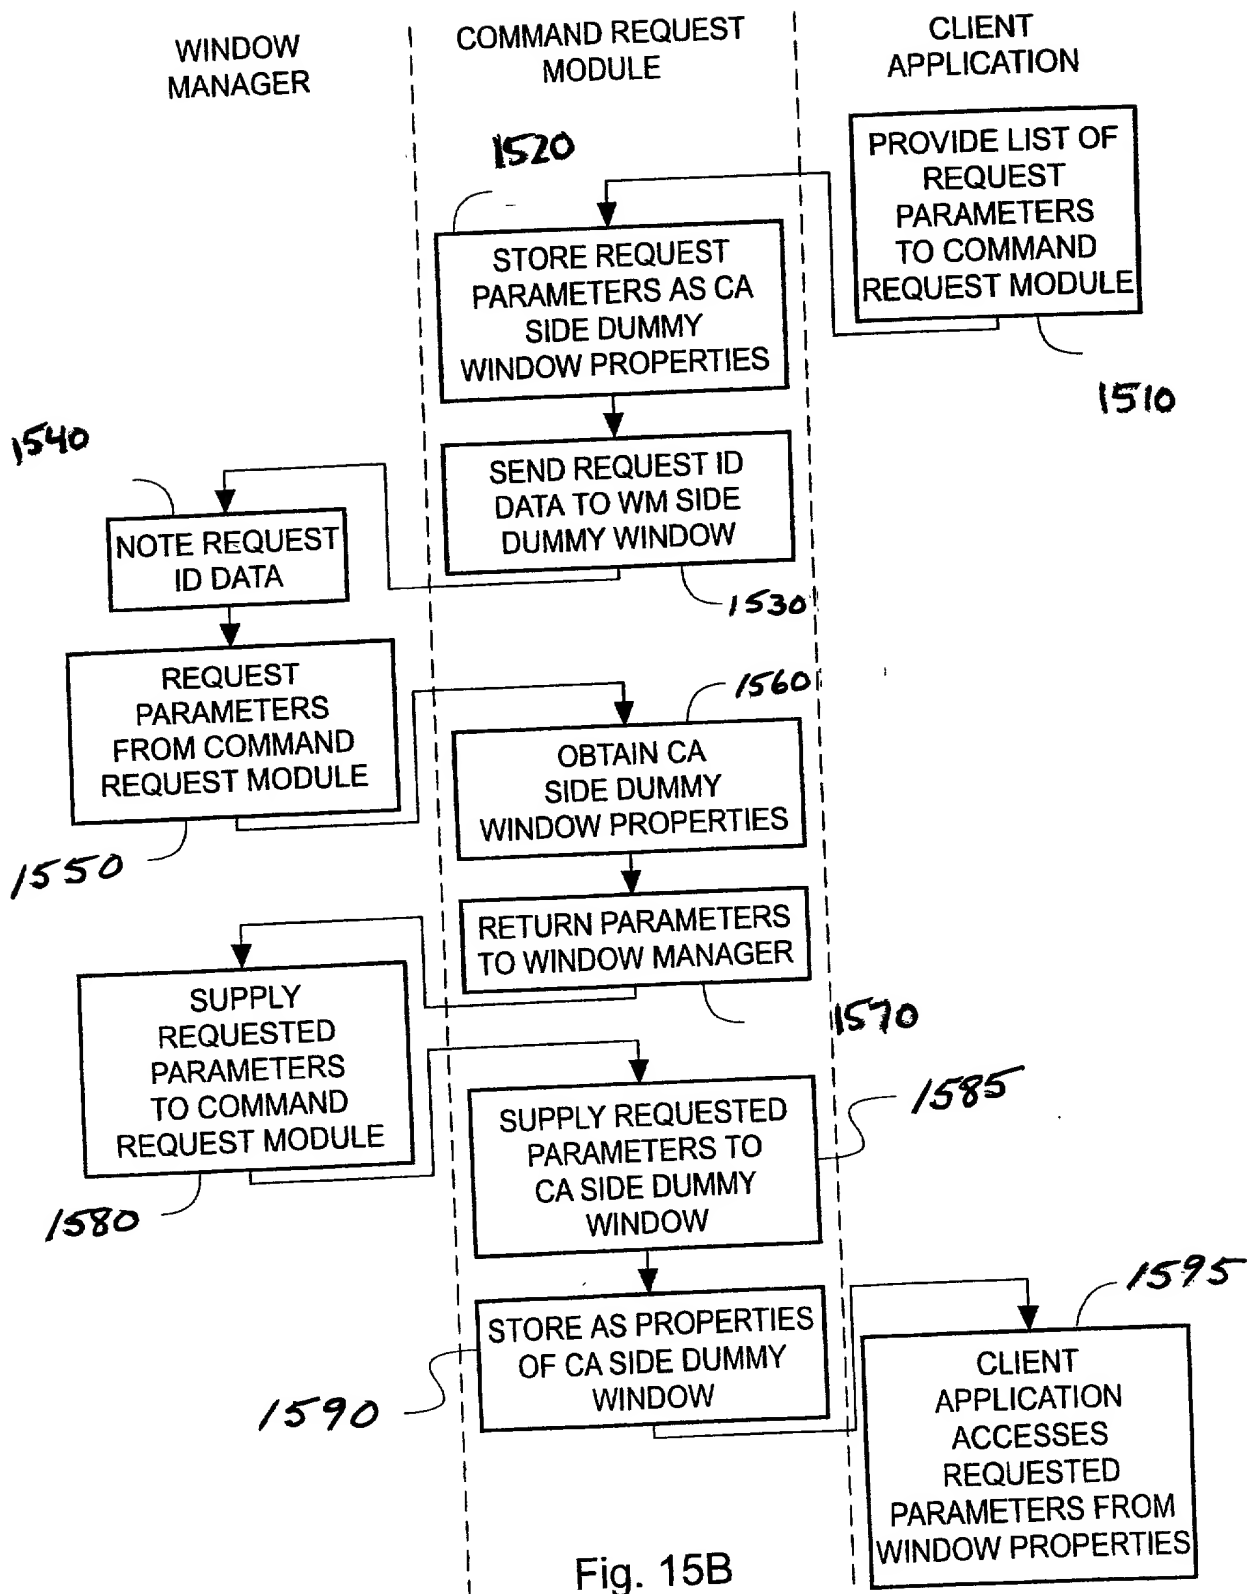 WINDOW
MANAGER
COMMAND REQUEST
MODULE
CLIENT
APPLICATION
PROVIDE LIST OF
REQUEST
PARAMETERS
TO COMMAND
REQUEST MODULE
1510
1520
STORE REQUEST
PARAMETERS AS CA
SIDE DUMMY
WINDOW PROPERTIES
SEND REQUEST ID
DATA TO WM SIDE
DUMMY WINDOW
1530
1540
NOTE REQUEST
ID DATA
REQUEST
PARAMETERS
FROM COMMAND
REQUEST MODULE
1550
1560
OBTAIN CA
SIDE DUMMY
WINDOW PROPERTIES
RETURN PARAMETERS
TO WINDOW MANAGER
1570
SUPPLY
REQUESTED
PARAMETERS
TO COMMAND
REQUEST MODULE
1580
SUPPLY REQUESTED
PARAMETERS TO
CA SIDE DUMMY
WINDOW
1585
STORE AS PROPERTIES
OF CA SIDE DUMMY
WINDOW
1590
1595
CLIENT
APPLICATION
ACCESSES
REQUESTED
PARAMETERS FROM
WINDOW PROPERTIES
Fig. 15B